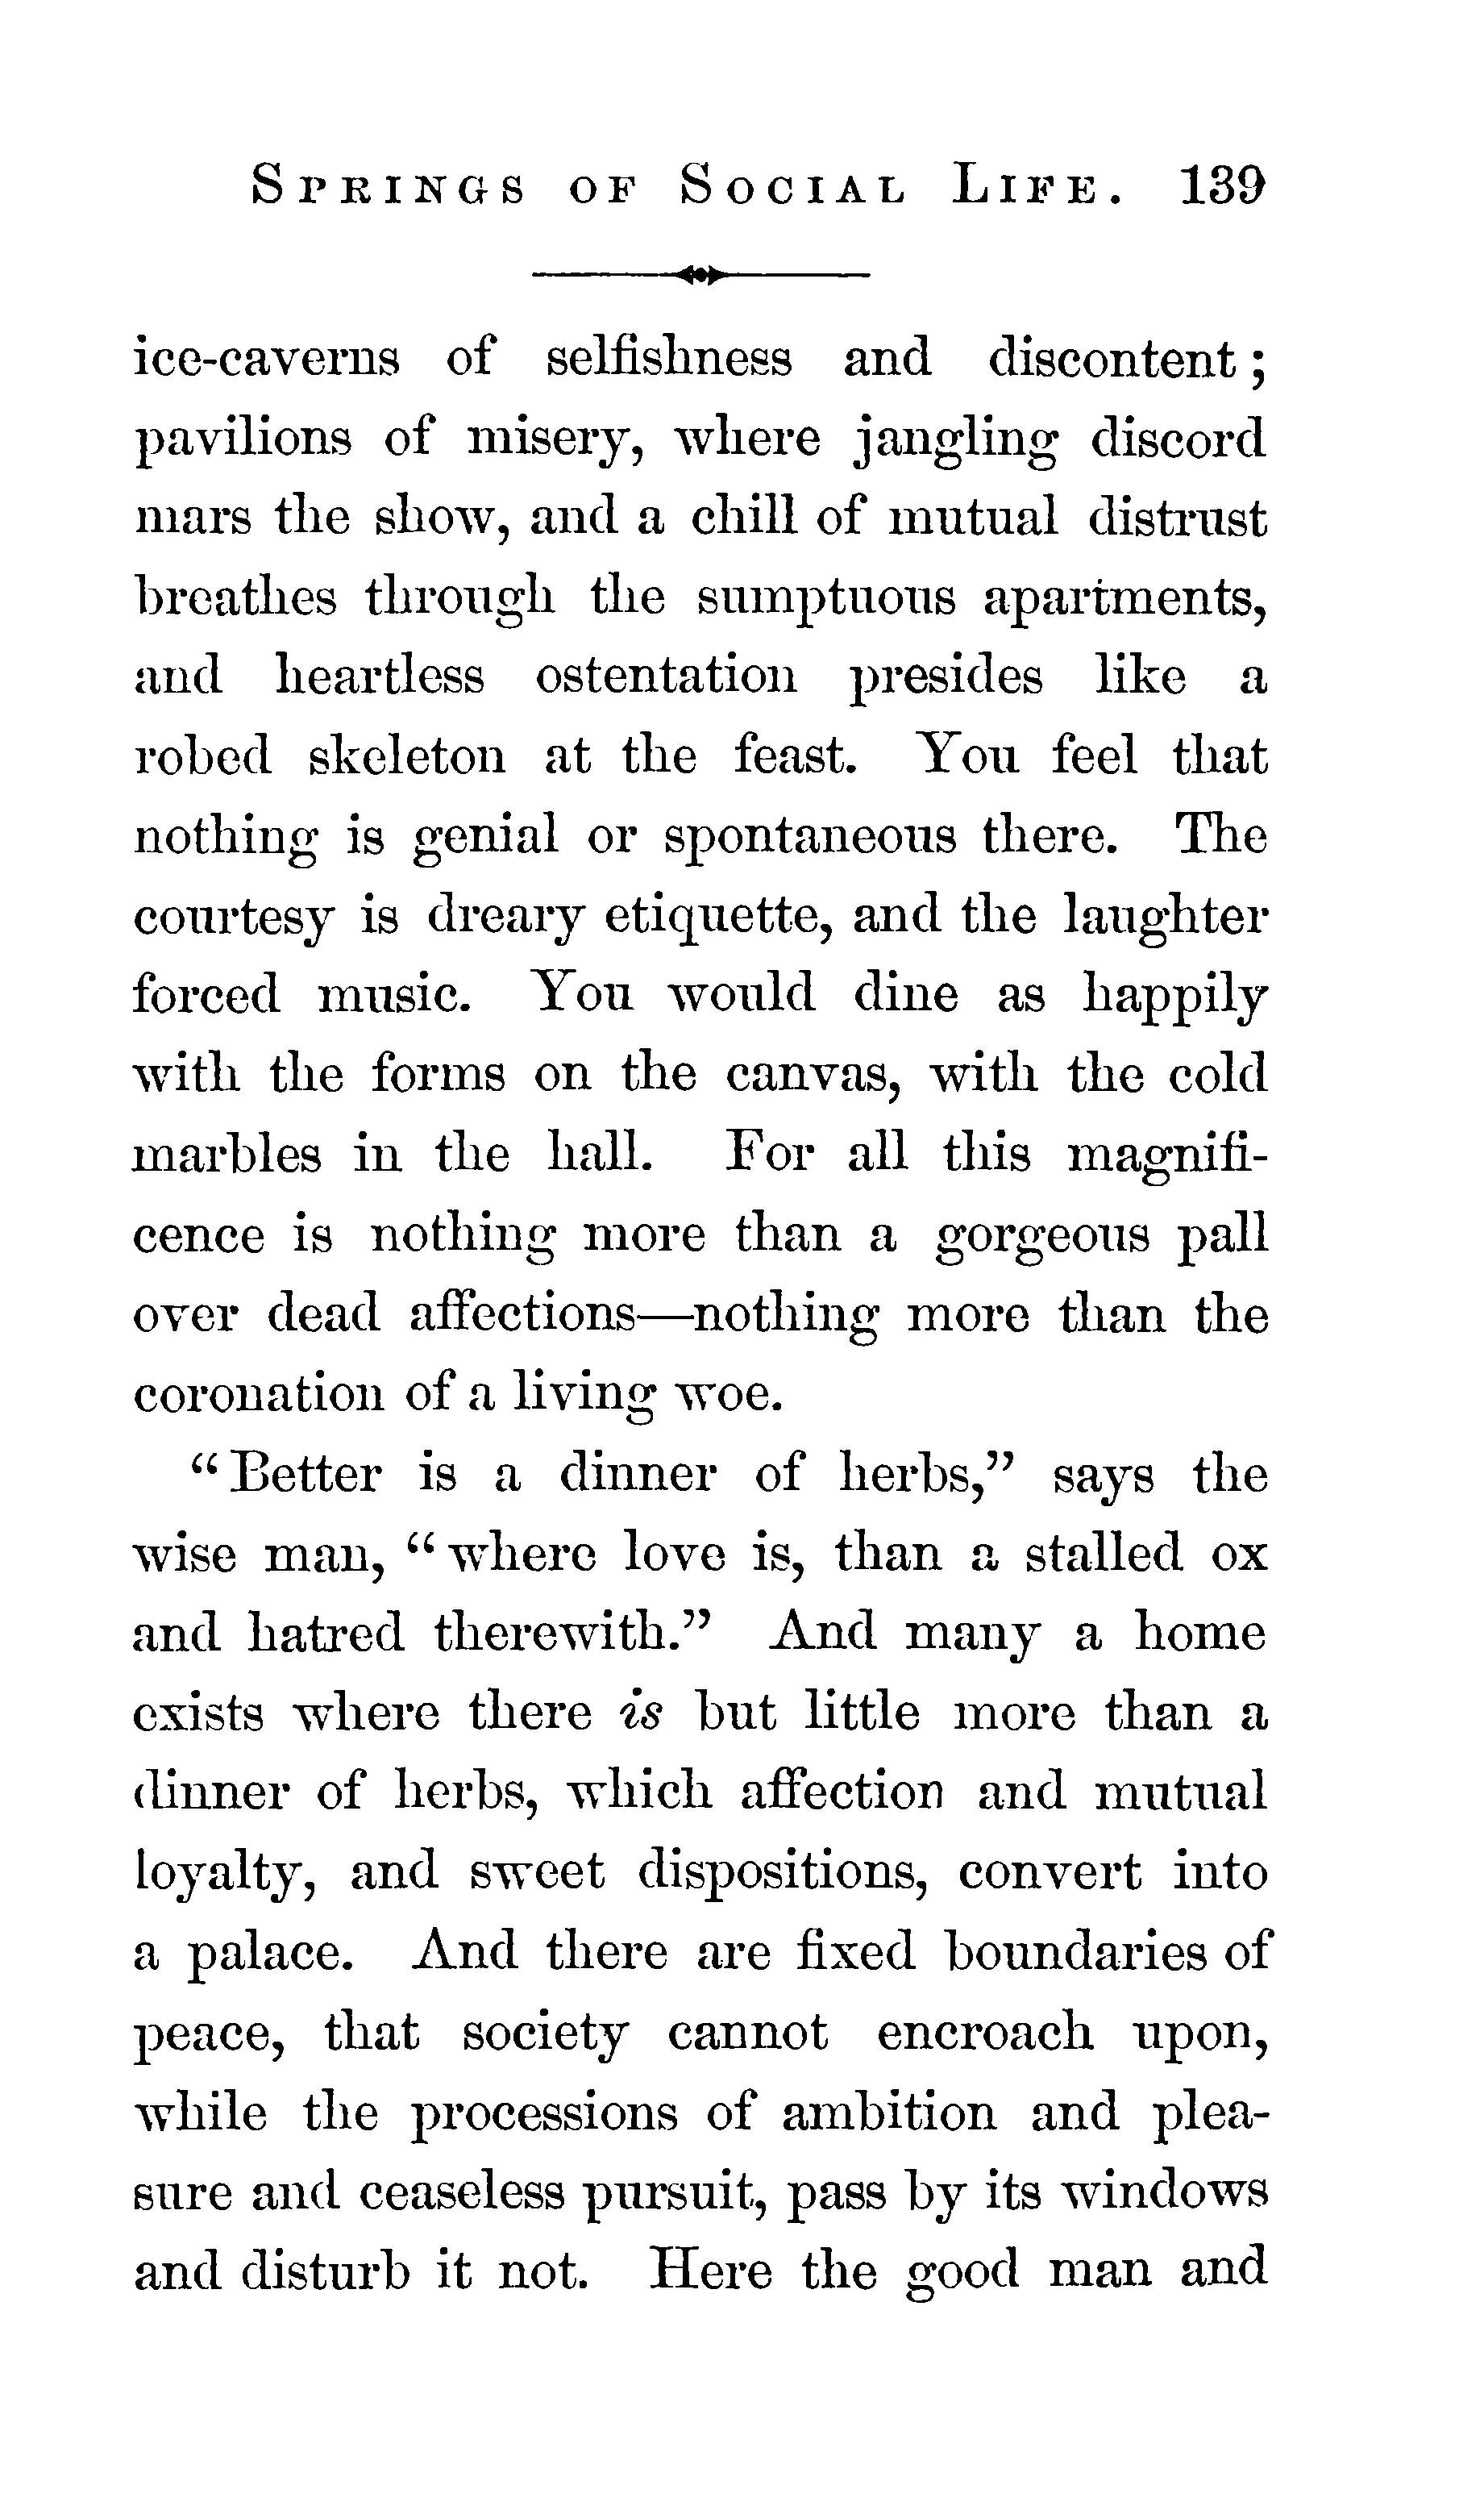 SPRINGS OF SOCIAL LIFE. 139
ice-caverns of selfishness and discontent;
pavilions of misery, where jangling discord
mars the show, and a chill of mutual distrust
breathes through the sumptuous apartments,
and heartless ostentation presides like a
robed skeleton at the feast. You feel that
nothing is genial or spontaneous there. The
courtesy is dreary etiquette, and the laughter
forced music. You would dine as happily
with the forms on the canvas, with the cold
marbles in the hall. For all this magnifi-
cence is nothing more than a gorgeous pall
over dead affections—nothing more than the
coronation of a living woe.
“Better is a dinner of herbs,” says the
wise man, “where love is, than a stalled ox
and hatred therewith.” And many a home
exists where there is but little more than a
dinner of herbs, which affection and mutual
loyalty, and sweet dispositions, convert into
a palace. And there are fixed boundaries of
peace, that society cannot encroach upon,
while the processions of ambition and plea-
sure and ceaseless pursuit, pass by its windows
and disturb it not. Here the good man and